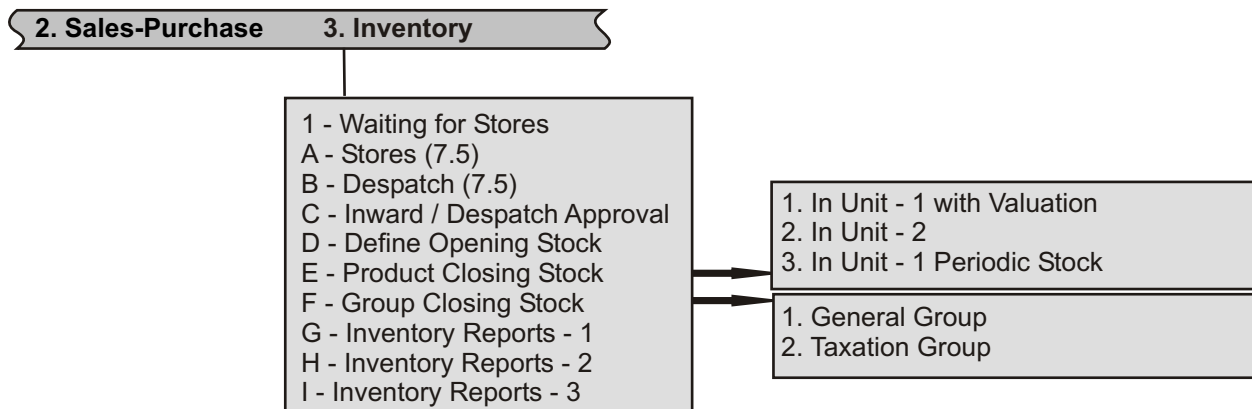 2. Sales-Purchase 3. Inventory
1 - Waiting for Stores
A - Stores (7.5)
B - Despatch (7.5)
C - Inward / Despatch Approval
D - Define Opening Stock
E - Product Closing Stock
F - Group Closing Stock
G - Inventory Reports - 1
H - Inventory Reports - 2
I - Inventory Reports - 3
1. In Unit - 1 with Valuation
2. In Unit - 2
3. In Unit - 1 Periodic Stock
1. General Group
2. Taxation Group